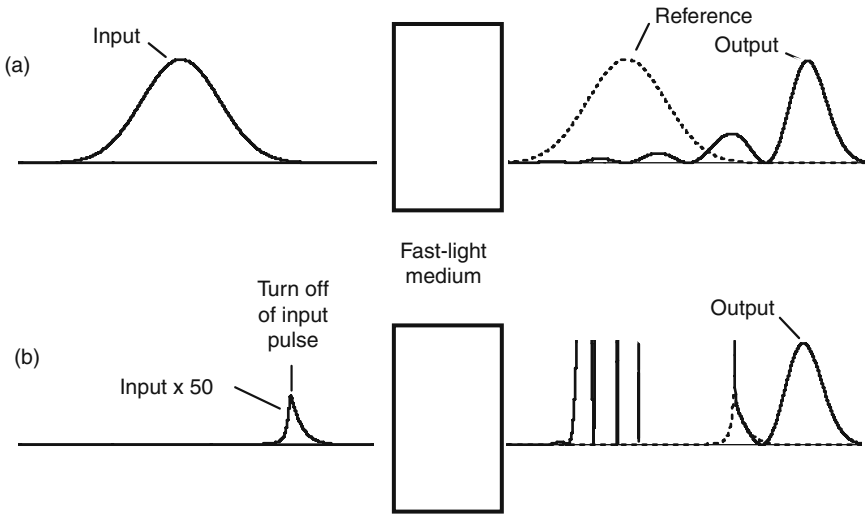 (a)
Input
Reference
Output
Fast-light
medium
(b)
Turn off
of input
pulse
Input x 50
Output